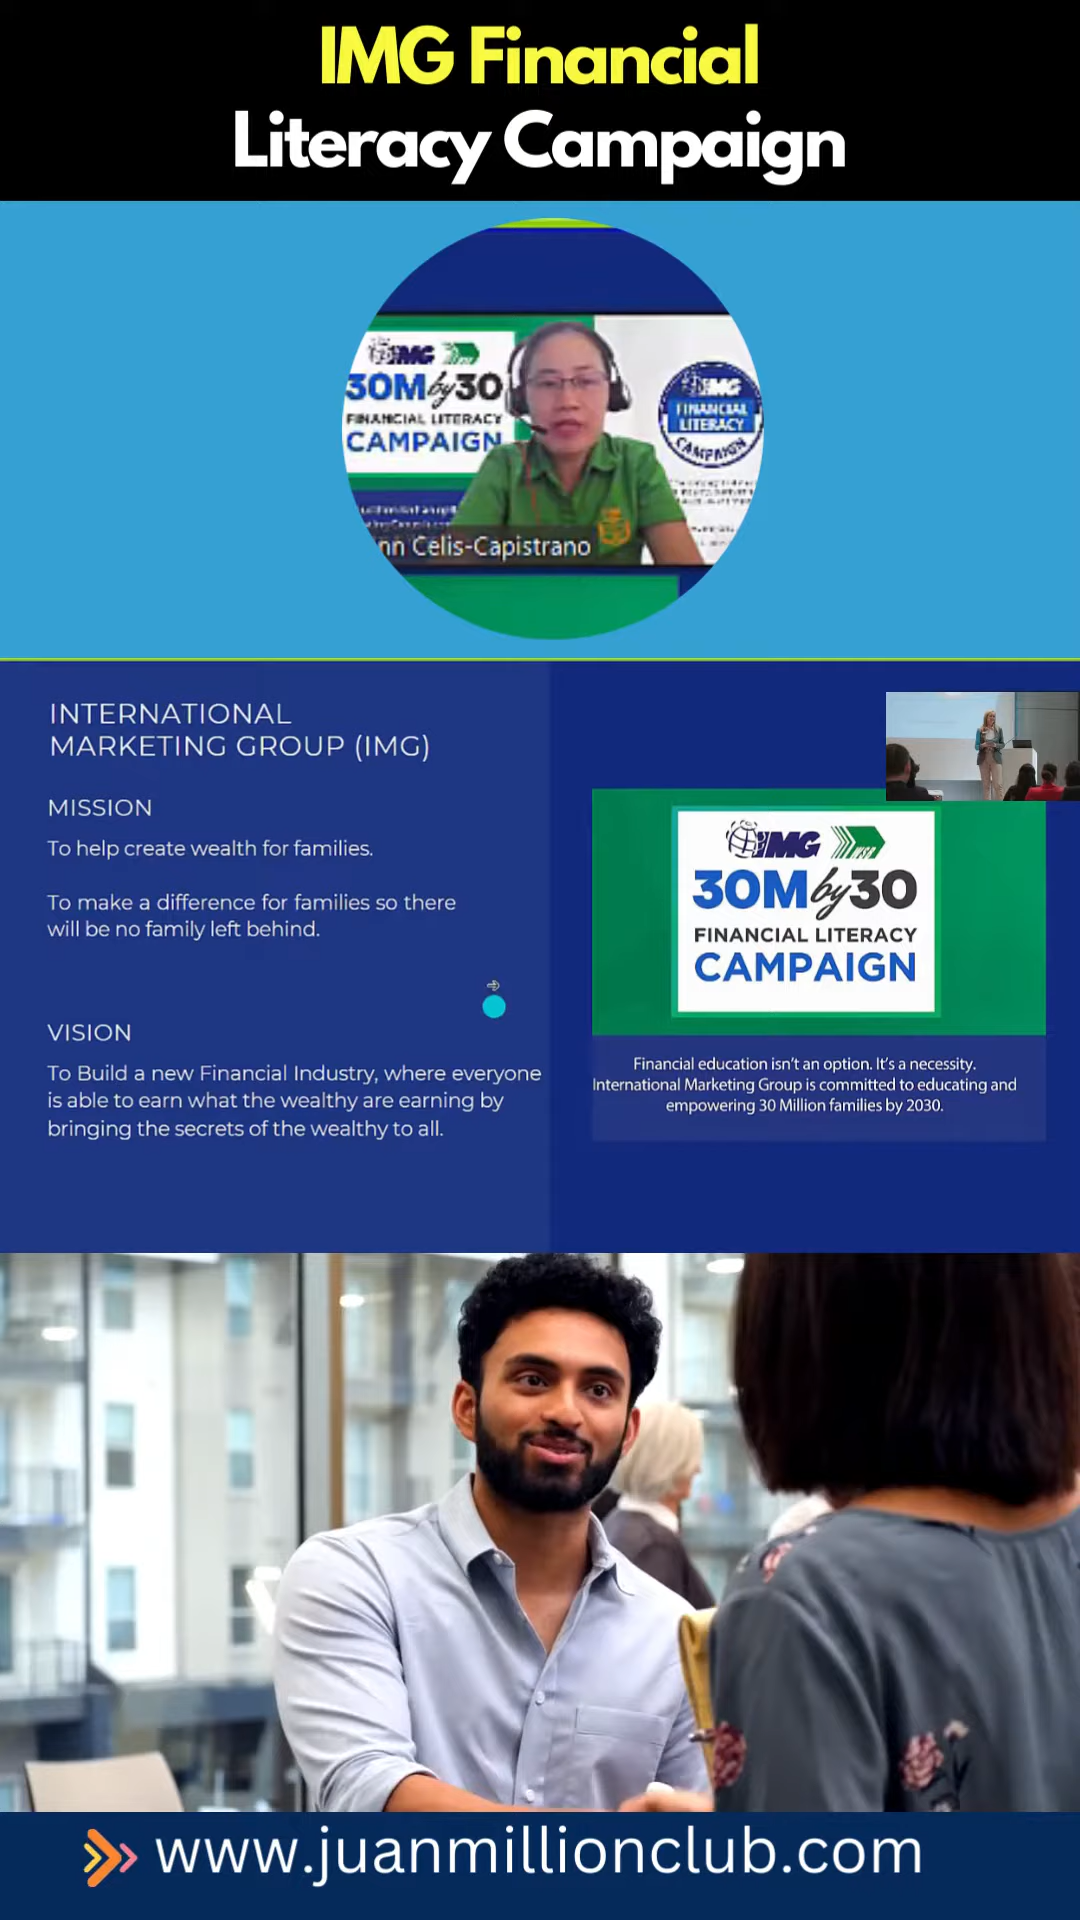 IMG Financial
Literacy Campaign
IMG WSB
30M by 30
FINANCIAL LITERACY
CAMPAIGN
IMG
FINANCIAL
LITERACY
CAMPAIGN
nn Celis-Capistrano
INTERNATIONAL
MARKETING GROUP (IMG)
MISSION
To help create wealth for families.
To make a difference for families so there
will be no family left behind.
VISION
To Build a new Financial Industry, where everyone
is able to earn what the wealthy are earning by
bringing the secrets of the wealthy to all.
IMG WSB
30M by 30
FINANCIAL LITERACY
CAMPAIGN
Financial education isn't an option. It's a necessity.
International Marketing Group is committed to educating and
empowering 30 Million families by 2030.
www.juanmillionclub.com